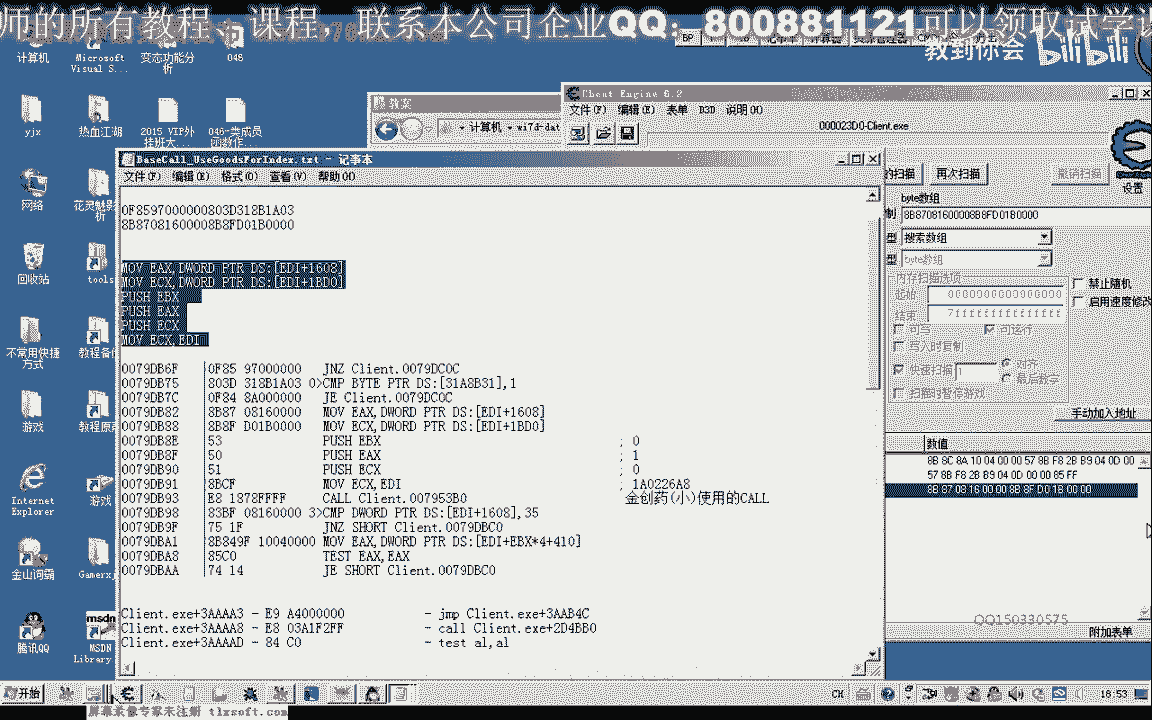 师的所有教程、课程，联系本公司企业QQ：800881121可以领取试学课
教到你会
bilibili
计算机
Microsoft Visual S...
变态功能分析
048
yjx
热血江湖
2015 VIP外挂班大...
046-类成员函数作...
网络
花灵魅影析
回收站
tools
不常用快捷方式
教程备份
游戏
教程原
Internet Explorer
游戏
金山词霸
Gamerxj
腾讯QQ
msdn
MSDN Library
教案
计算机 ▸ wi7d-dat
Cheat Engine 6.2
文件(F) 编辑(E) 表单 D3D 说明(H)
000023D0-Client.exe
的扫描 再次扫描 撤销扫描
设置
byte数组
8B87081600008B8FD01B0000
搜索数组
byte数组
内存扫描选项
起始 0000000000000000
结束 7fffffffffffffff
可写 可运行
写入时复制
快速扫描 1
对齐
最后数字
扫描时暂停游戏
禁止随机
启用速度修改
手动加入地址
数值
8B 8C 8A 10 04 00 00 57 8B F8 2B B9 04 0D 00
57 8B F8 2B B9 04 0D 00 00 85 FF
8B 87 08 16 00 00 8B 8F D0 1B 00 00
附加表单
QQ150330575
BaseCall_UseGoodsForIndex.txt - 记事本
文件(F) 编辑(E) 格式(O) 查看(V) 帮助(H)
0F8597000000803D318B1A03
8B87081600008B8FD01B0000
MOV EAX,DWORD PTR DS:[EDI+1608]
MOV ECX,DWORD PTR DS:[EDI+1BD0]
PUSH EBX
PUSH EAX
PUSH ECX
MOV ECX,EDI
0079DB6F |0F85 97000000 JNZ Client.0079DC0C
0079DB75 |803D 318B1A03 0>CMP BYTE PTR DS:[31A8B31],1
0079DB7C |0F84 8A000000 JE Client.0079DC0C
0079DB82 |8B87 08160000 MOV EAX,DWORD PTR DS:[EDI+1608]
0079DB88 |8B8F D01B0000 MOV ECX,DWORD PTR DS:[EDI+1BD0]
0079DB8E |53 PUSH EBX ; 0
0079DB8F |50 PUSH EAX ; 1
0079DB90 |51 PUSH ECX ; 0
0079DB91 |8BCF MOV ECX,EDI ; 1A0226A8
0079DB93 |E8 1878FFFF CALL Client.007953B0 金创药(小)使用的CALL
0079DB98 |83BF 08160000 3>CMP DWORD PTR DS:[EDI+1608],35
0079DB9F |75 1F JNZ SHORT Client.0079DBC0
0079DBA1 |8B849F 10040000 MOV EAX,DWORD PTR DS:[EDI+EBX*4+410]
0079DBA8 |85C0 TEST EAX,EAX
0079DBAA |74 14 JE SHORT Client.0079DBC0
Client.exe+3AAAA3 - E9 A4000000 - jmp Client.exe+3AAB4C
Client.exe+3AAAA8 - E8 03A1F2FF - call Client.exe+2D4BB0
Client.exe+3AAAAD - 84 C0 - test al,al
开始
CH
18:53
屏幕录像专家未注册 tlxsoft.com